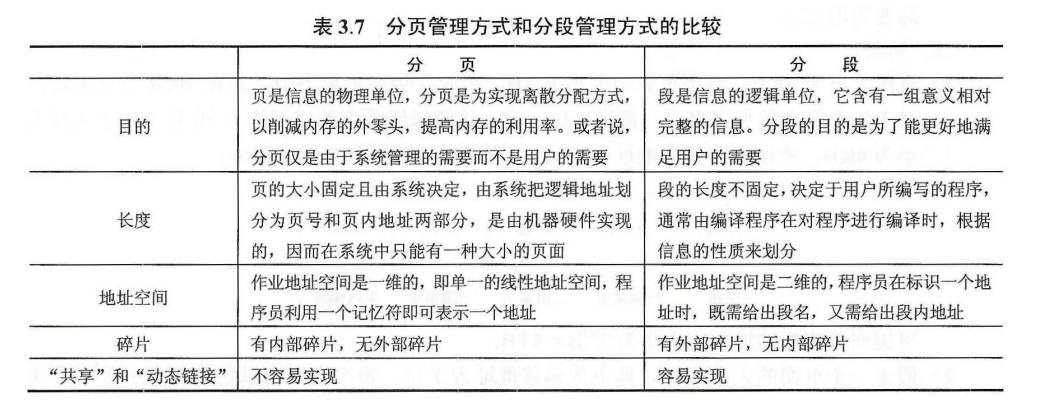 表 3.7 分页管理方式和分段管理方式的比较
分 页 分 段
目的
页是信息的物理单位，分页是为实现离散分配方式，
以削减内存的外零头，提高内存的利用率。或者说，
分页仅是由于系统管理的需要而不是用户的需要
段是信息的逻辑单位，它含有一组意义相对
完整的信息。分段的目的是为了能更好地满
足用户的需要
长度
页的大小固定且由系统决定，由系统把逻辑地址划
分为页号和页内地址两部分，是由机器硬件实现
的，因而在系统中只能有一种大小的页面
段的长度不固定，决定于用户所编写的程序，
通常由编译程序在对程序进行编译时，根据
信息的性质来划分
地址空间
作业地址空间是一维的，即单一的线性地址空间，程
序员利用一个记忆符即可表示一个地址
作业地址空间是二维的，程序员在标识一个地
址时，既需给出段名，又需给出段内地址
碎片
有内部碎片，无外部碎片
有外部碎片，无内部碎片
“共享”和“动态链接”
不容易实现
容易实现